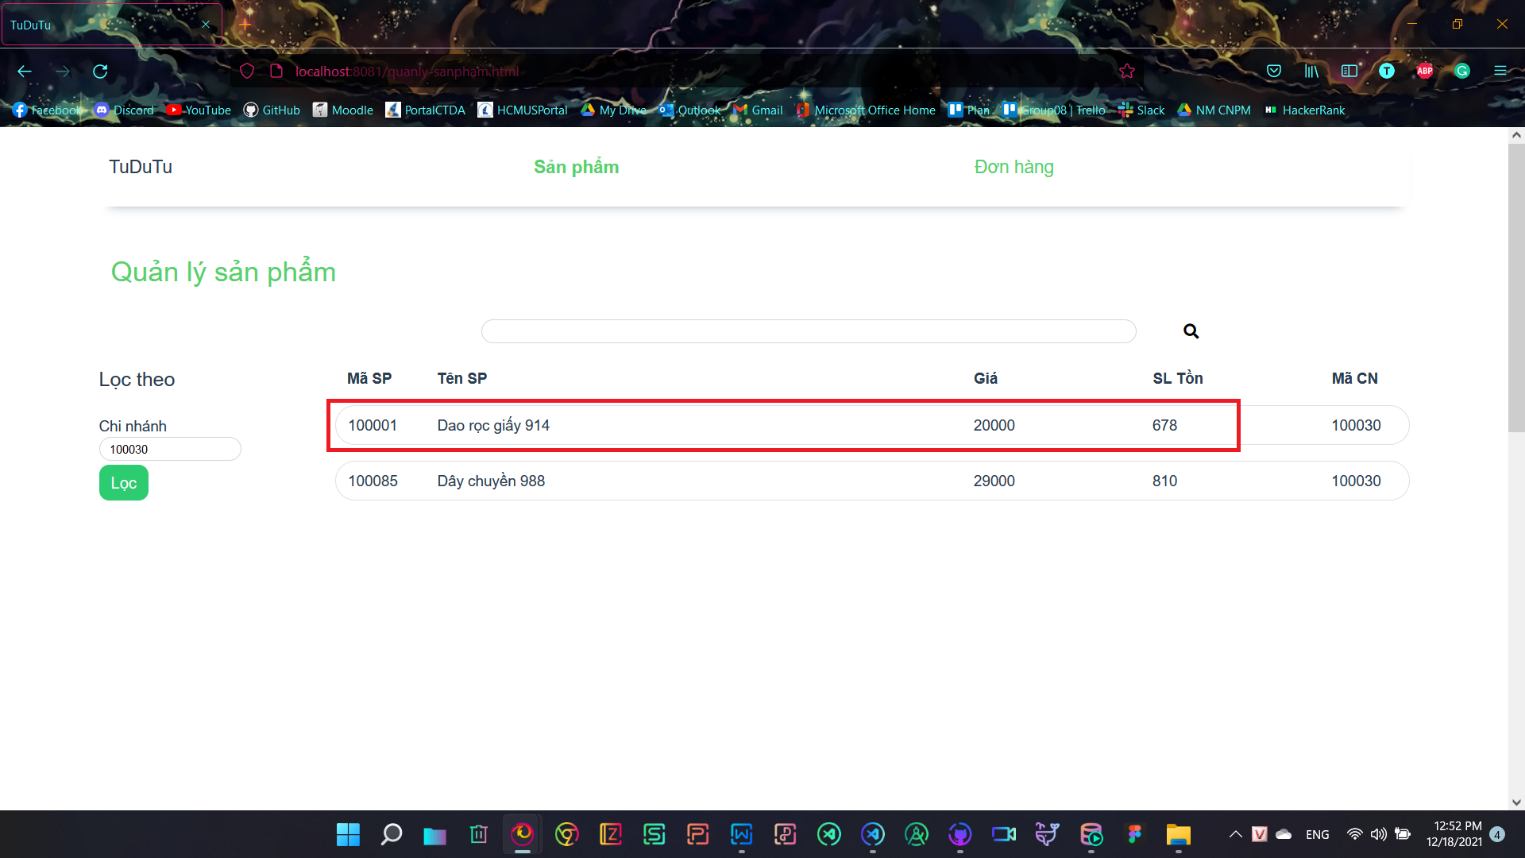 TuDuTu
localhost:8081/quanly-sanpham.html
Facebook Discord YouTube GitHub Moodle PortalCTDA HCMUSPortal My Drive Outlook Gmail Microsoft Office Home Plan Group08 | Trello Slack NM CNPM HackerRank
TuDuTu Sản phẩm Đơn hàng
Quản lý sản phẩm
Lọc theo
Chi nhánh
100030
Lọc
Mã SP Tên SP Giá SL Tồn Mã CN
100001 Dao rọc giấy 914 20000 678 100030
100085 Dây chuyền 988 29000 810 100030
ENG
12:52 PM
12/18/2021
4